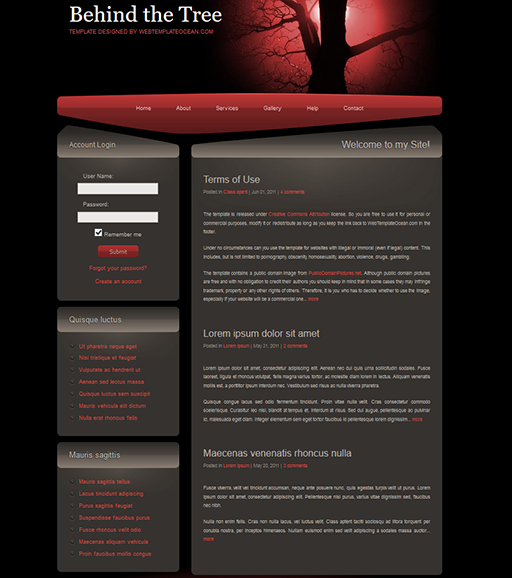 Behind the Tree
TEMPLATE DESIGNED BY WEBTEMPLATEOCEAN.COM
Home About Services Gallery Help Contact
Account Login
User Name:
Password:
Remember me
Submit
Forgot your password?
Create an account
Quisque luctus
Ut pharetra neque eget
Nisi tristique et feugiat
Vulputate ac hendrerit ut
Aenean sed lectus massa
Quisque luctus sem suscipit
Mauris vehicula elit dictum
Nulla erat rhoncus felis
Mauris sagittis
Mauris sagittis tellus
Lacus tincidunt adipiscing
Purus sagittis feugiat
Suspendisse faucibus purus
Fusce rhoncus velit odio
Maecenas aliquam vehicula
Proin faucibus mollis congue
Welcome to my Site!
Terms of Use
Posted in Class aptent | Jun 01, 2011 | 4 comments
The template is released under Creative Commons Attribution license. So you are free to use it for personal or
commercial purposes, modify it or redistribute as long as you keep the link back to WebTemplateOcean.com in the
footer.
Under no circumstances can you use the template for websites with illegal or immoral (even if legal) content. This
includes, but is not limited to pornography, obscenity, homosexuality, abortion, violence, drugs, gambling.
The template contains a public domain image from PublicDomainPictures.net. Although public domain pictures
are free and with no obligation to credit their authors you should keep in mind that in some cases they may infringe
trademark, property or any other rights of others. Therefore, it is you who has to decide whether to use the image,
especially if your website will be a commercial one... more
Lorem ipsum dolor sit amet
Posted in Lorem ipsum | May 31, 2011 | 2 comments
Lorem ipsum dolor sit amet, consectetur adipiscing elit. Aenean nec dui quis urna sollicitudin sodales. Fusce
laoreet, ligula et rhoncus volutpat, felis magna varius tortor, ac molestie diam lorem in lectus. Aliquam venenatis
mollis est, a porttitor ipsum interdum nec. Vestibulum sed risus ac nulla viverra pharetra.
Quisque congue lacus sed odio fermentum tincidunt. Proin vitae nulla velit. Cras consectetur commodo
scelerisque. Curabitur leo nisl, blandit at tempus et, interdum at risus. Sed dui augue, pellentesque ac pulvinar
id, malesuada eget diam. Integer elementum sem eget tortor faucibus to pellentesque lorem dignissim... more
Maecenas venenatis rhoncus nulla
Posted in Lorem ipsum | May 20, 2011 | 3 comments
Fusce viverra, velit vel tincidunt accumsan, neque ante posuere nunc, quis egestas turpis velit ut purus. Lorem
ipsum dolor sit amet, consectetur adipiscing elit. Pellentesque nisl purus, varius vitae dignissim sed, faucibus
nec nibh.
Nulla non enim felis. Cras non nulla lacus, vel luctus velit. Class aptent taciti sociosqu ad litora torquent per
conubia nostra, per inceptos himenaeos. Nullam euismod enim sed velit adipiscing a sodales massa auctor...
more